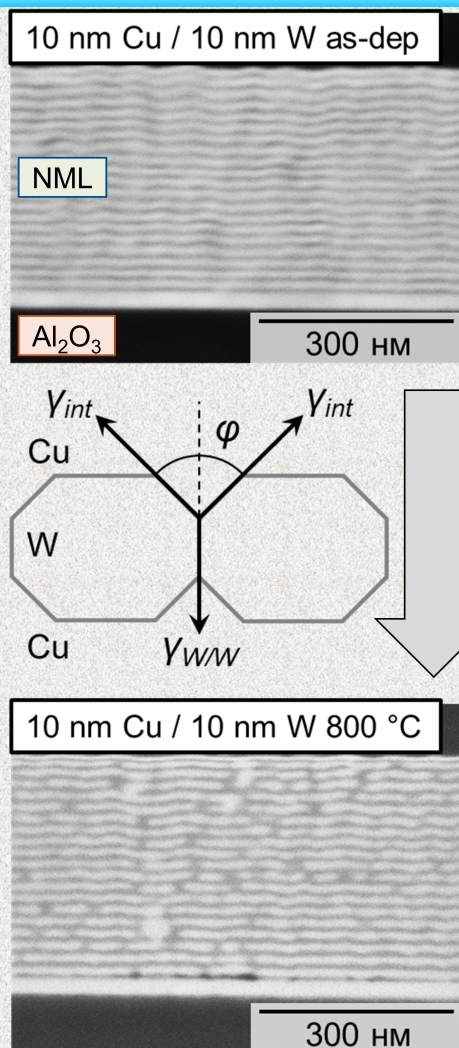 10 nm Cu / 10 nm W as-dep
NML
Al₂O₃
300 нм
γint γint
φ
Cu
W
Cu
γW/W
10 nm Cu / 10 nm W 800 °C
300 нм